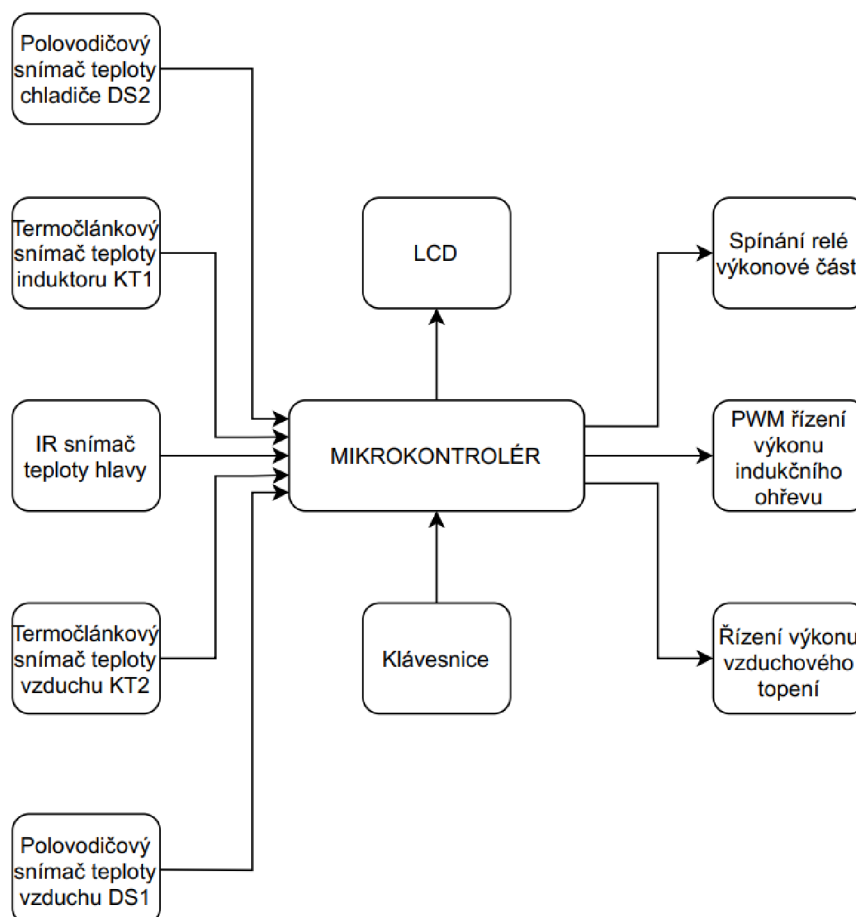 Polovodičový
snímač teploty
chladiče DS2
Termočlánkový
snímač teploty
induktoru KT1
LCD
Spínání relé
výkonové část
IR snímač
teploty hlavy
MIKROKONTROLÉR
PWM řízení
výkonu
indukčního
ohřevu
Termočlánkový
snímač teploty
vzduchu KT2
Klávesnice
Řízení výkonu
vzduchového
topení
Polovodičový
snímač teploty
vzduchu DS1